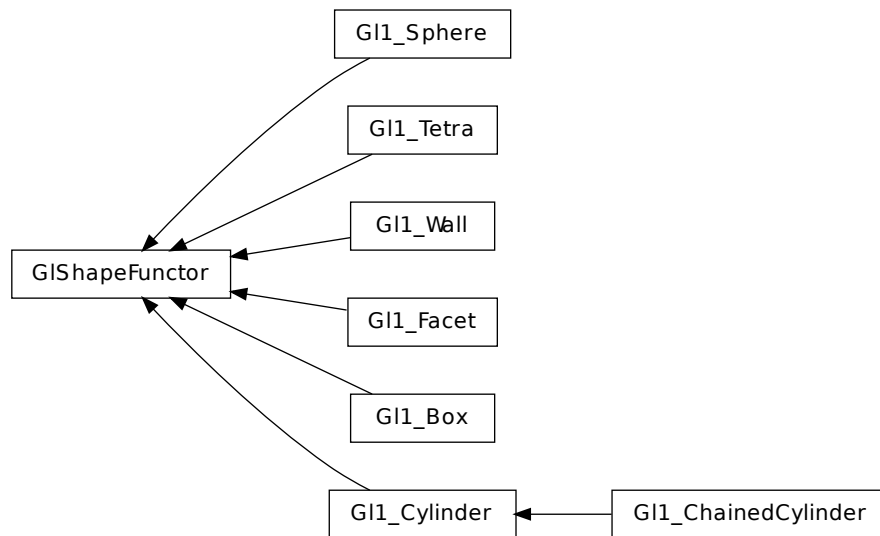 Gl1_Sphere
Gl1_Tetra
Gl1_Wall
GlShapeFunctor
Gl1_Facet
Gl1_Box
Gl1_Cylinder
Gl1_ChainedCylinder